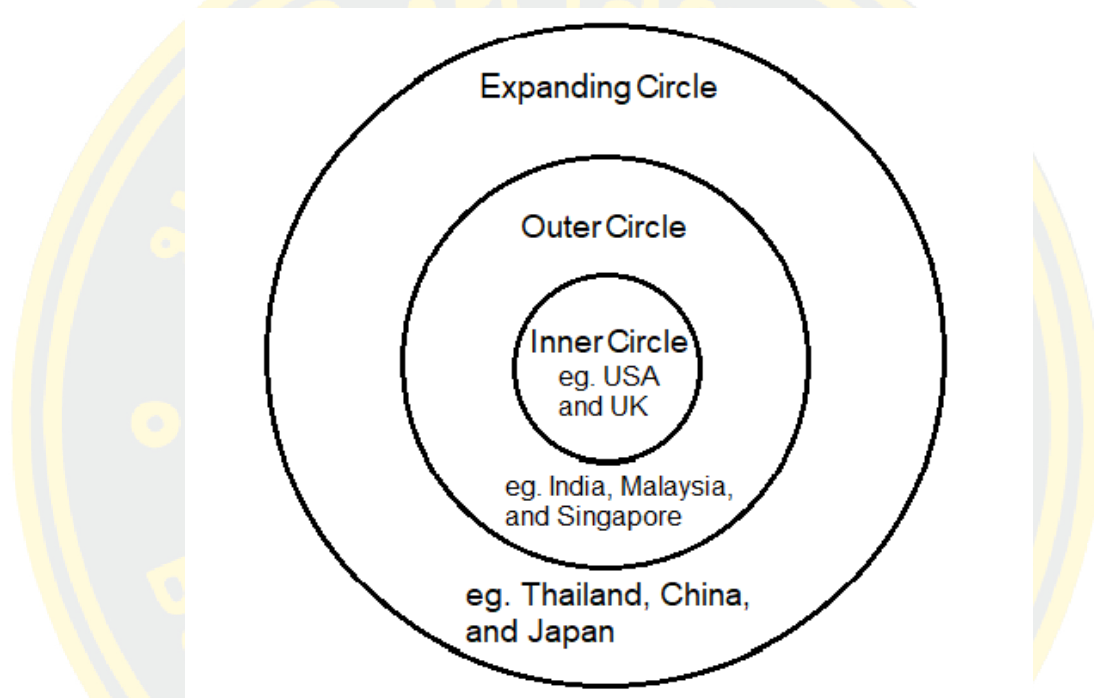 Expanding Circle
Outer Circle
Inner Circle
eg. USA
and UK
eg. India, Malaysia,
and Singapore
eg. Thailand, China,
and Japan